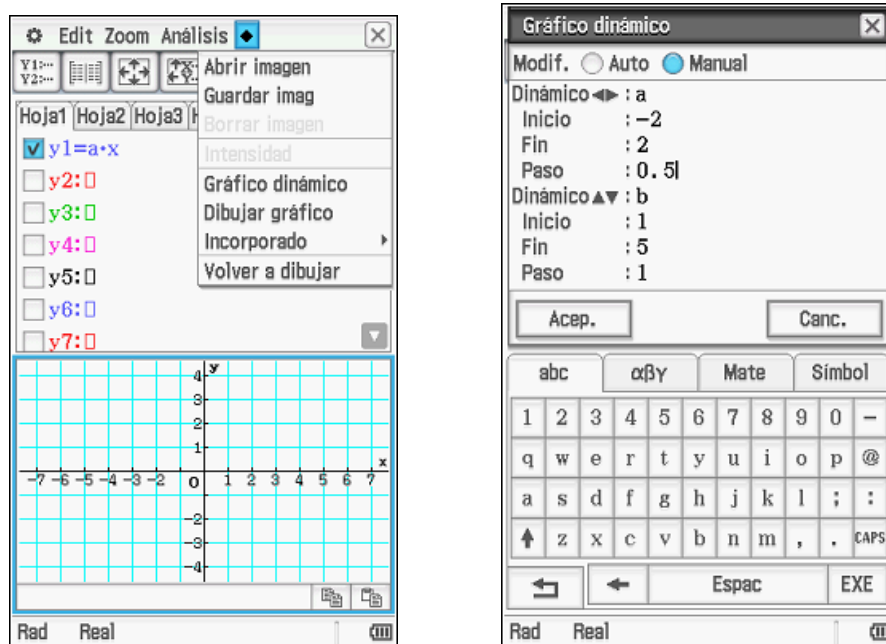 Edit Zoom Análisis ◆
Y1:...
Y2:...
Abrir imagen
Guardar imag
Borrar imagen
Intensidad
Gráfico dinámico
Dibujar gráfico
Incorporado
Volver a dibujar
Hoja1 Hoja2 Hoja3
y1=a·x
y2:
y3:
y4:
y5:
y6:
y7:
y
4
3
2
1
x
-7 -6 -5 -4 -3 -2 0 1 2 3 4 5 6 7
-2
-3
-4
Rad Real
Gráfico dinámico
Modif. Auto Manual
Dinámico◄►:a
Inicio :-2
Fin :2
Paso :0.5
Dinámico▲▼:b
Inicio :1
Fin :5
Paso :1
Acep. Canc.
abc αβγ Mate Símbol
1 2 3 4 5 6 7 8 9 0 -
q w e r t y u i o p @
a s d f g h j k l ; :
z x c v b n m , . CAPS
Espac EXE
Rad Real